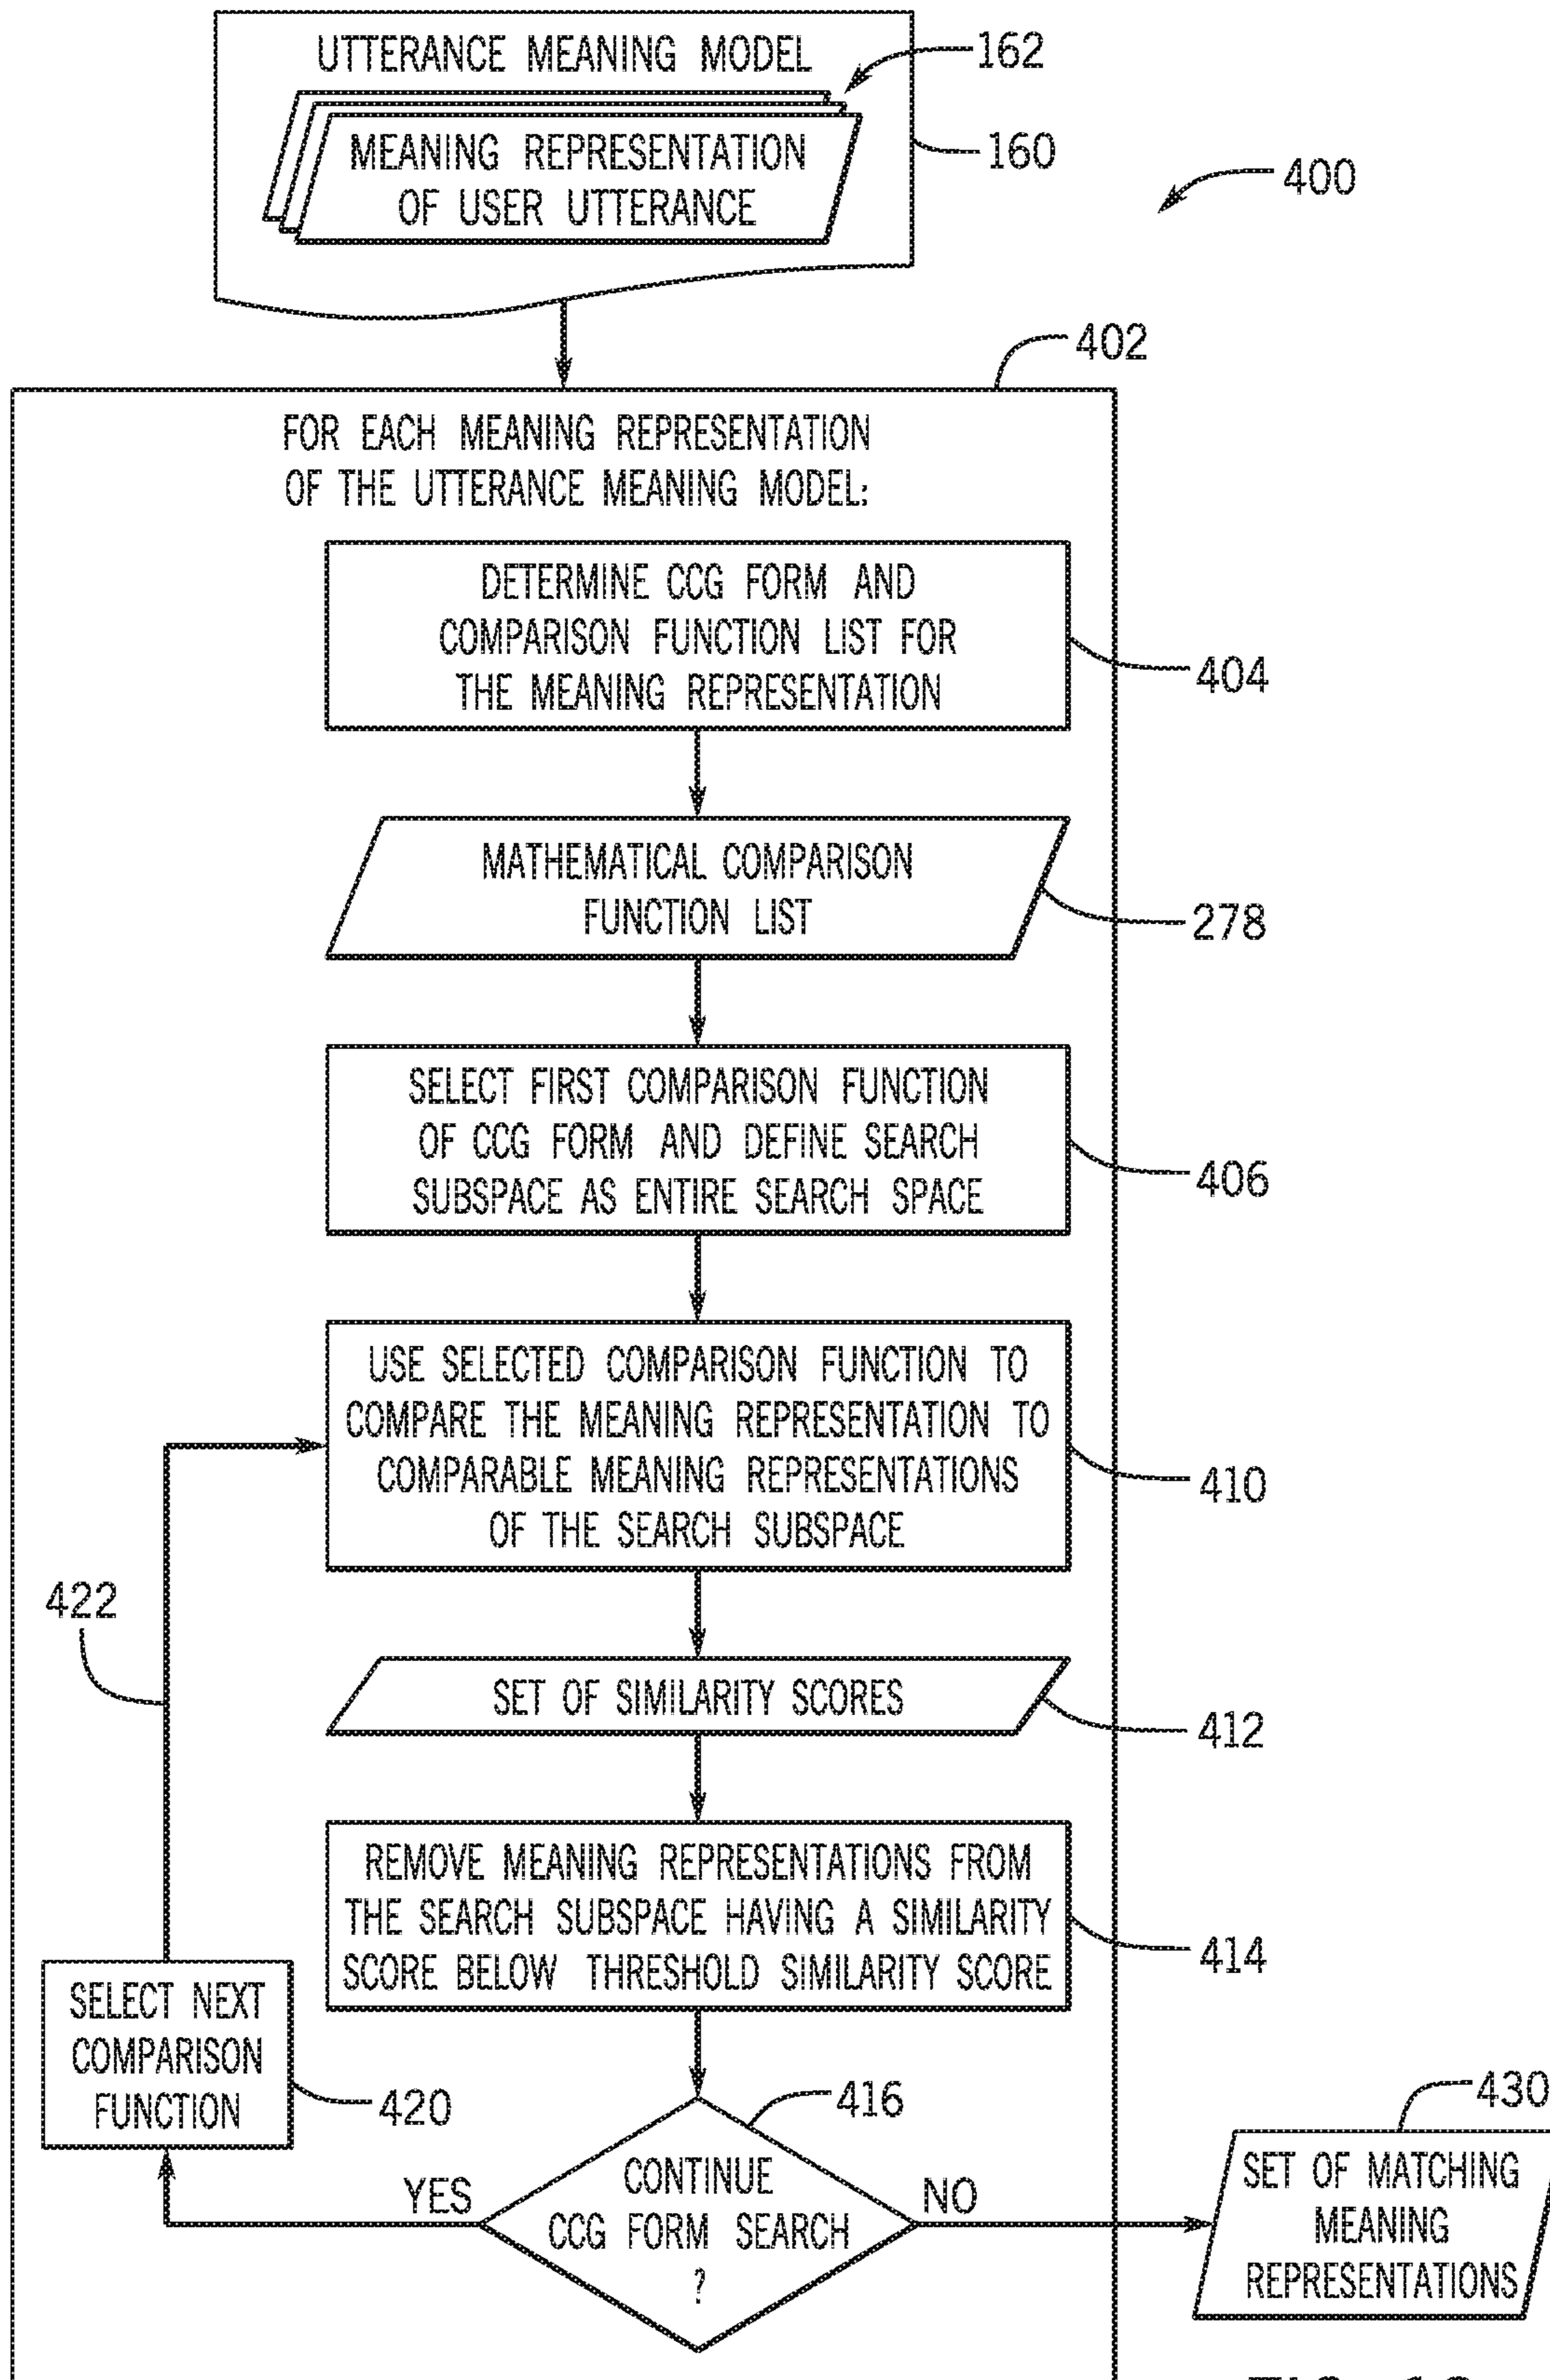 UTTERANCE MEANING MODEL
162
MEANING REPRESENTATION
OF USER UTTERANCE
160
400
402
FOR EACH MEANING REPRESENTATION
OF THE UTTERANCE MEANING MODEL:
DETERMINE CCG FORM AND
COMPARISON FUNCTION LIST FOR
THE MEANING REPRESENTATION
404
MATHEMATICAL COMPARISON
FUNCTION LIST
278
SELECT FIRST COMPARISON FUNCTION
OF CCG FORM AND DEFINE SEARCH
SUBSPACE AS ENTIRE SEARCH SPACE
406
USE SELECTED COMPARISON FUNCTION TO
COMPARE THE MEANING REPRESENTATION TO
COMPARABLE MEANING REPRESENTATIONS
OF THE SEARCH SUBSPACE
410
422
SET OF SIMILARITY SCORES
412
REMOVE MEANING REPRESENTATIONS FROM
THE SEARCH SUBSPACE HAVING A SIMILARITY
SCORE BELOW THRESHOLD SIMILARITY SCORE
414
SELECT NEXT
COMPARISON
FUNCTION
420
416
CONTINUE
CCG FORM SEARCH
?
YES
NO
430
SET OF MATCHING
MEANING
REPRESENTATIONS